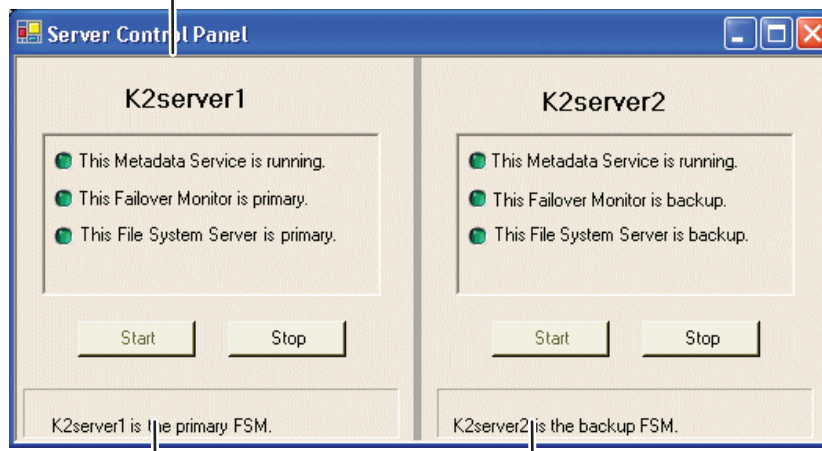 Server Control Panel
K2server1
This Metadata Service is running.
This Failover Monitor is primary.
This File System Server is primary.
Start Stop
K2server1 is the primary FSM.
K2server2
This Metadata Service is running.
This Failover Monitor is backup.
This File System Server is backup.
Start Stop
K2server2 is the backup FSM.